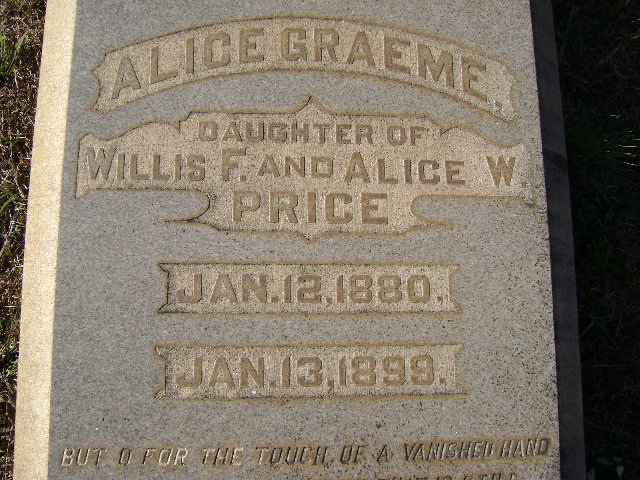 ALICE GRAEME,
DAUGHTER OF
WILLIS F. AND ALICE W.
PRICE
JAN. 12, 1880.
JAN. 13, 1899.
BUT O FOR THE TOUCH OF A VANISHED HAND